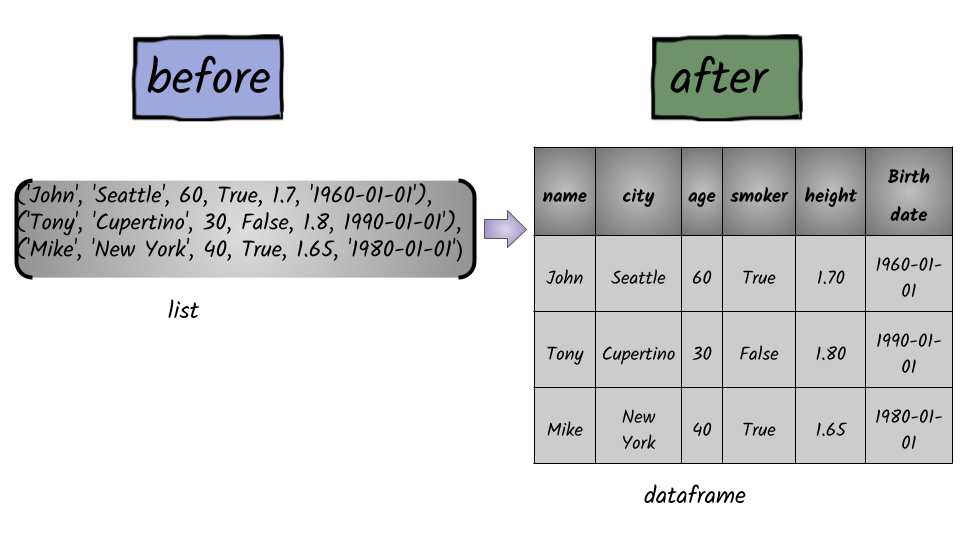 before
after
('John', 'Seattle', 60, True, 1.7, '1960-01-01'),
('Tony', 'Cupertino', 30, False, 1.8, 1990-01-01'),
('Mike', 'New York', 40, True, 1.65, '1980-01-01')
list
name city age smoker height Birth date
John Seattle 60 True 1.70 1960-01-01
Tony Cupertino 30 False 1.80 1990-01-01
Mike New York 40 True 1.65 1980-01-01
dataframe